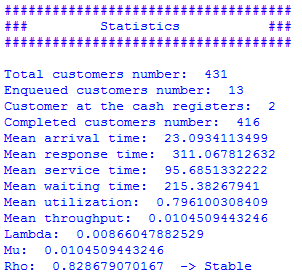 ####################################
###         Statistics           ###
####################################
Total customers number:  431
Enqueued customers number:  13
Customer at the cash registers:  2
Completed customers number:  416
Mean arrival time:  23.0934113499
Mean response time:  311.067812632
Mean service time:  95.6851332222
Mean waiting time:  215.38267941
Mean utilization:  0.796100308409
Mean throughput:  0.0104509443246
Lambda:  0.00866047882529
Mu:  0.0104509443246
Rho:  0.828679070167  -> Stable